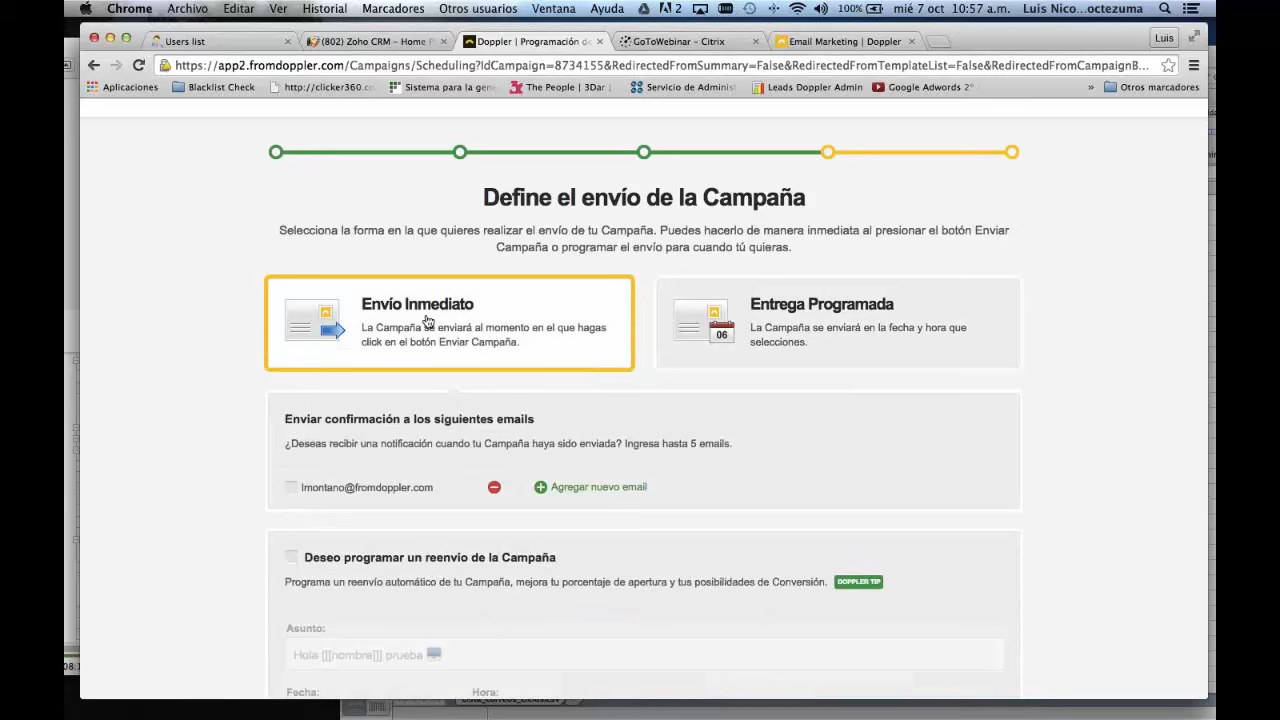 Chrome Archivo Editar Ver Historial Marcadores Otros usuarios Ventana Ayuda 2 100% mié 7 oct 10:57 a.m. Luis Nico...octezuma
Users list (802) Zoho CRM - Home P Doppler | Programación de GoToWebinar - Citrix Email Marketing | Doppler Luis
https://app2.fromdoppler.com/Campaigns/Scheduling?IdCampaign=8734155&RedirectedFromSummary=False&RedirectedFromTemplateList=False&RedirectedFromCampaignB...
Aplicaciones Blacklist Check http://clicker360.co Sistema para la gene The People | 3Dar | Servicio de Adminis Leads Doppler Admin Google Adwords 2° » Otros marcadores
Define el envío de la Campaña
Selecciona la forma en la que quieres realizar el envío de tu Campaña. Puedes hacerlo de manera inmediata al presionar el botón Enviar
Campaña o programar el envío para cuando tú quieras.
Envío Inmediato
La Campaña se enviará al momento en el que hagas
click en el botón Enviar Campaña.
Entrega Programada
06
La Campaña se enviará en la fecha y hora que
selecciones.
Enviar confirmación a los siguientes emails
¿Deseas recibir una notificación cuando tu Campaña haya sido enviada? Ingresa hasta 5 emails.
lmontano@fromdoppler.com Agregar nuevo email
Deseo programar un reenvío de la Campaña
Programa un reenvío automático de tu Campaña, mejora tu porcentaje de apertura y tus posibilidades de Conversión. DOPPLER TIP
Asunto:
Hola [[[nombre]]] prueba
Fecha: Hora: